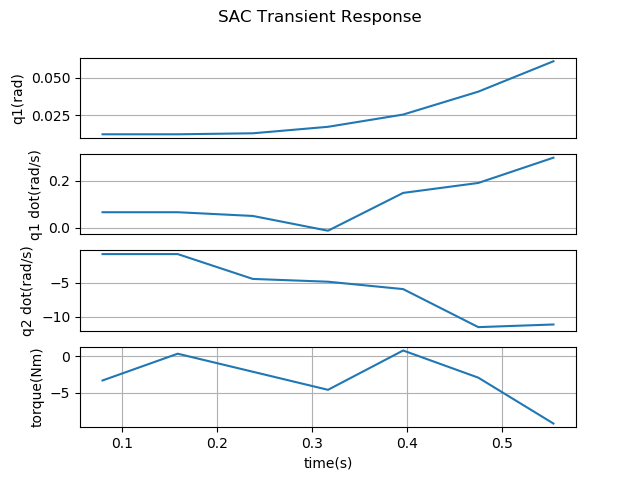 SAC Transient Response
q1(rad)
0.050
0.025
q1 dot(rad/s)
0.2
0.0
q2 dot(rad/s)
−5
−10
torque(Nm)
0
−5
0.1 0.2 0.3 0.4 0.5
time(s)